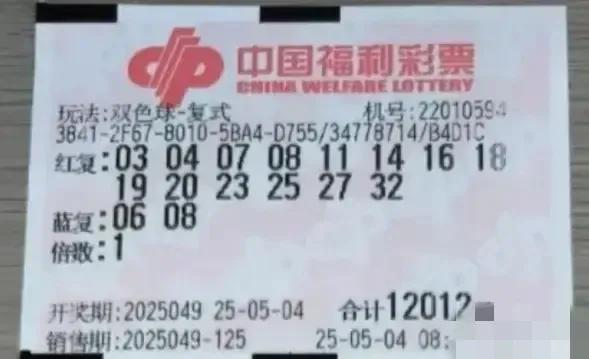 中国福利彩票
CHINA WELFARE LOTTERY
玩法:双色球-复式 机号:22010594
3841-2F67-8010-5BA4-D755/34778714/B4D1C
红复:03 04 07 08 11 14 16 18
19 20 23 25 27 32
蓝复:06 08
倍数:1
开奖期:2025049 25-05-04 合计12012
销售期:2025049-125 25-05-04 08: